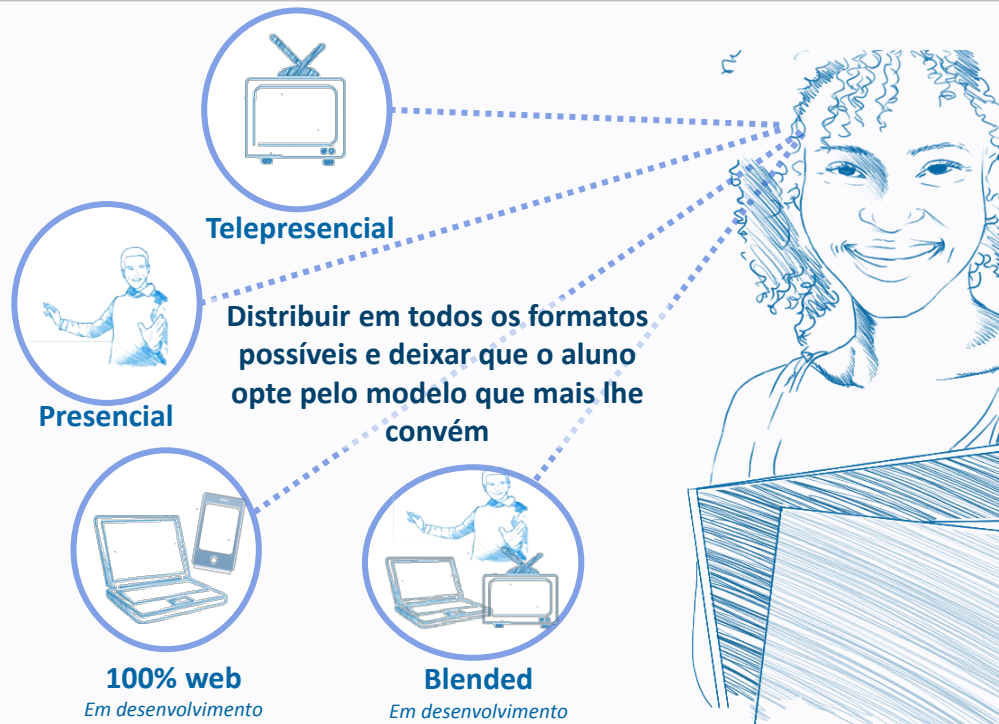 Telepresencial
Distribuir em todos os formatos
possíveis e deixar que o aluno
opte pelo modelo que mais lhe
convém
Presencial
100% web
Em desenvolvimento
Blended
Em desenvolvimento